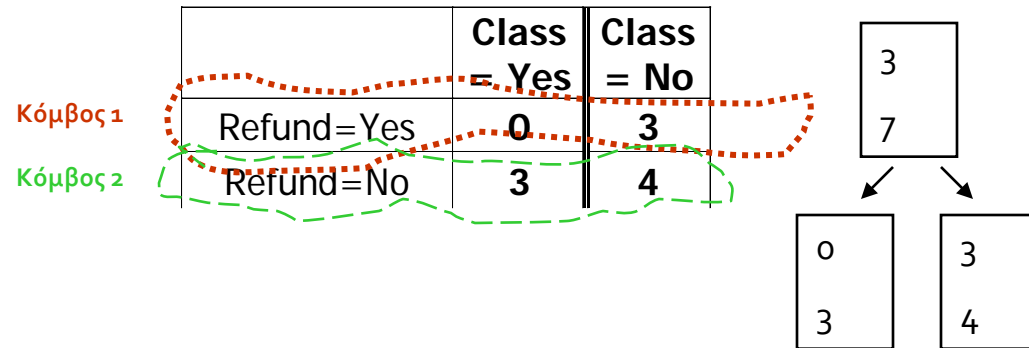 Class Class
= Yes = No
Κόμβος 1 Refund=Yes 0 3
Κόμβος 2 Refund=No 3 4
3
7
0 3
3 4